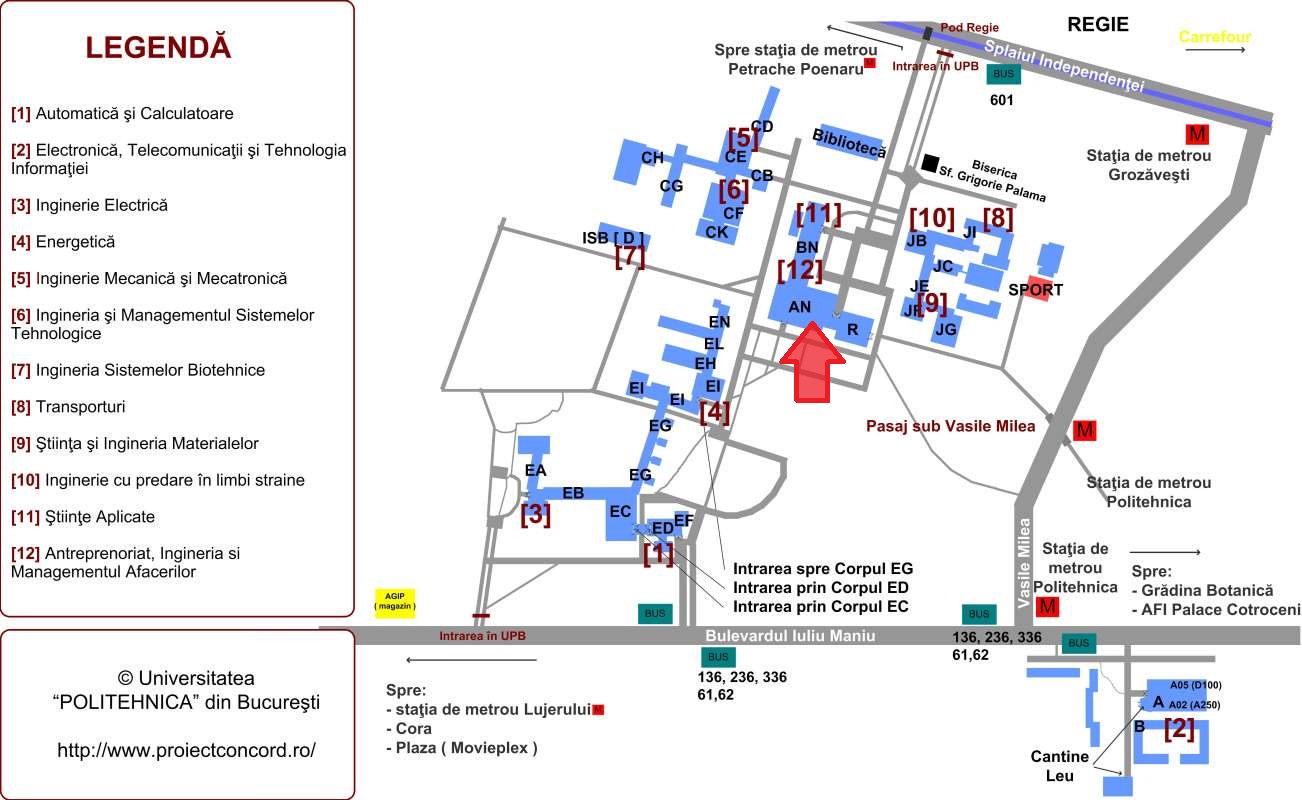 LEGENDĂ
[1] Automatică şi Calculatoare
[2] Electronică, Telecomunicaţii şi Tehnologia
Informaţiei
[3] Inginerie Electrică
[4] Energetică
[5] Inginerie Mecanică şi Mecatronică
[6] Ingineria şi Managementul Sistemelor
Tehnologice
[7] Ingineria Sistemelor Biotehnice
[8] Transporturi
[9] Ştiinţa şi Ingineria Materialelor
[10] Inginerie cu predare în limbi straine
[11] Ştiinţe Aplicate
[12] Antreprenoriat, Ingineria si
Managementul Afacerilor
© Universitatea
“POLITEHNICA” din Bucureşti
http://www.proiectconcord.ro/
Pod Regie
REGIE
Carrefour
Splaiul Independenţei
Spre staţia de metrou
Petrache Poenaru M
Intrarea în UPB
BUS
601
M
Staţia de metrou
Grozăveşti
Bibliotecă
Biserica
Sf. Grigorie Palama
CD
[5]
CE
CH
CB
CG
[6]
CF
CK
ISB [ D ]
[7]
[11]
BN
[12]
AN
R
[10]
[8]
JI
JB
JC
JE
[9]
JF
JG
SPORT
EN
EL
EH
EI
EI
EI
[4]
EG
EG
EA
EB
[3]
EC
ED
EF
[1]
Pasaj sub Vasile Milea
M
Staţia de metrou
Politehnica
Intrarea spre Corpul EG
Intrarea prin Corpul ED
Intrarea prin Corpul EC
Vasile Milea
Staţia de
metrou
Politehnica
M
Spre:
- Grădina Botanică
- AFI Palace Cotroceni
AGIP
( magazin )
Intrarea în UPB
BUS
Bulevardul Iuliu Maniu
BUS
136, 236, 336
61,62
BUS
136, 236, 336
61,62
BUS
Spre:
- staţia de metrou Lujerului M
- Cora
- Plaza ( Movieplex )
A05 (D100)
A
A02 (A250)
B
[2]
Cantine
Leu